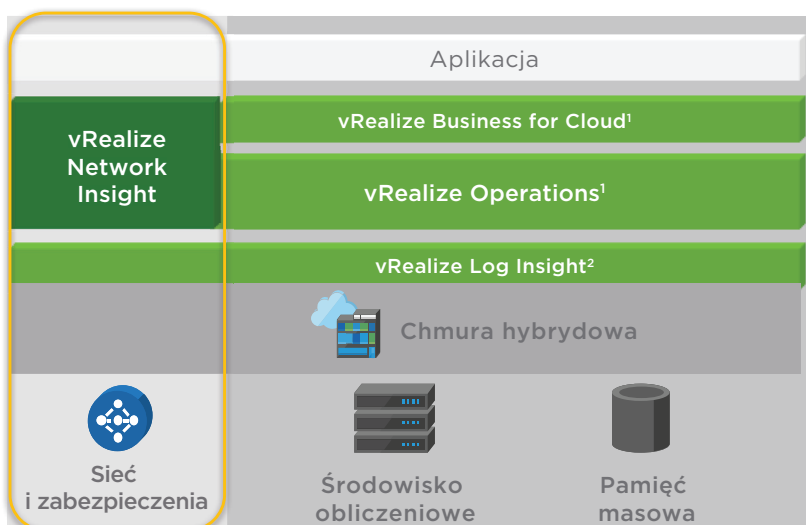 Aplikacja
vRealize
Network
Insight
vRealize Business for Cloud¹
vRealize Operations¹
vRealize Log Insight²
Chmura hybrydowa
Sieć
i zabezpieczenia
Środowisko
obliczeniowe
Pamięć
masowa